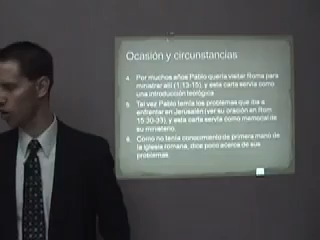 Ocasión y circunstancias
4. Por muchos años Pablo quería visitar Roma para
ministrar allí (1:13-15), y esta carta servía como
una introducción teológica.
5. Tal vez Pablo temía los problemas que iba a
enfrentar en Jerusalén (ver su oración en Rom
15:30-33), y esta carta servía como memorial de
su ministerio.
6. Como no tenía conocimiento de primera mano de
la iglesia romana, dice poco acerca de sus
problemas.